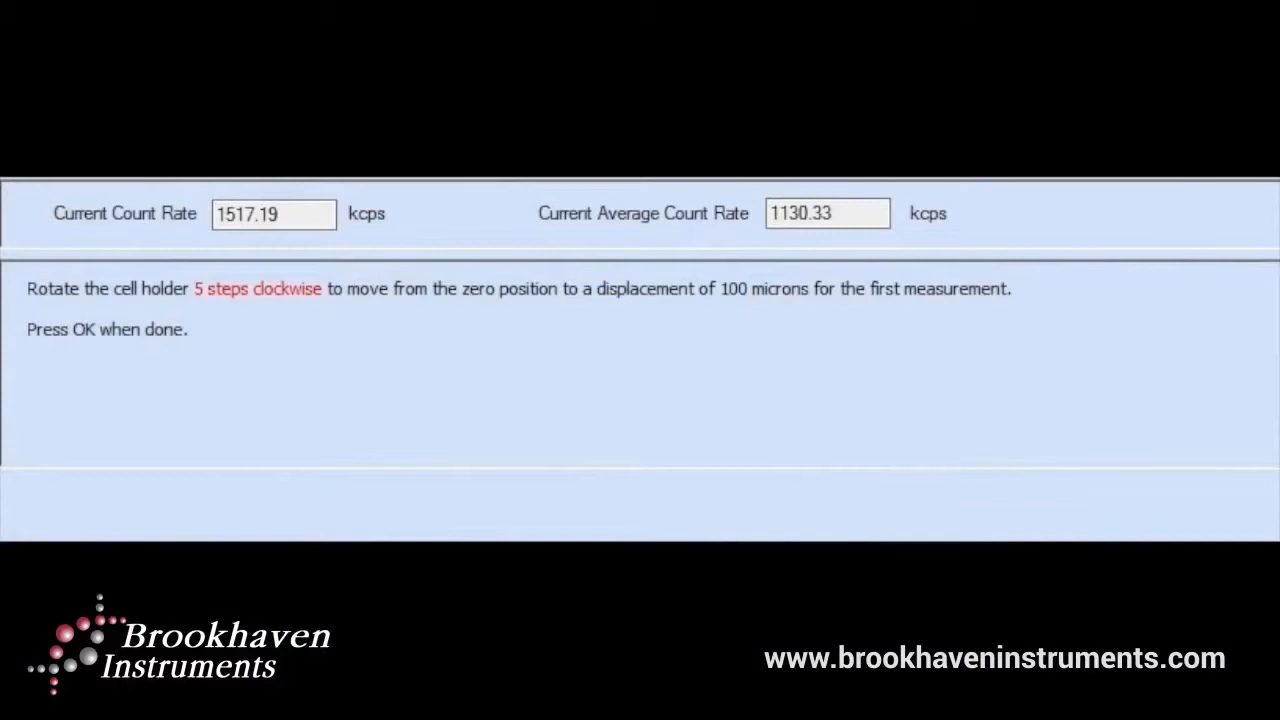 Current Count Rate 1517.19 kcps Current Average Count Rate 1130.33 kcps
Rotate the cell holder 5 steps clockwise to move from the zero position to a displacement of 100 microns for the first measurement.
Press OK when done.
Brookhaven
Instruments
www.brookhaveninstruments.com